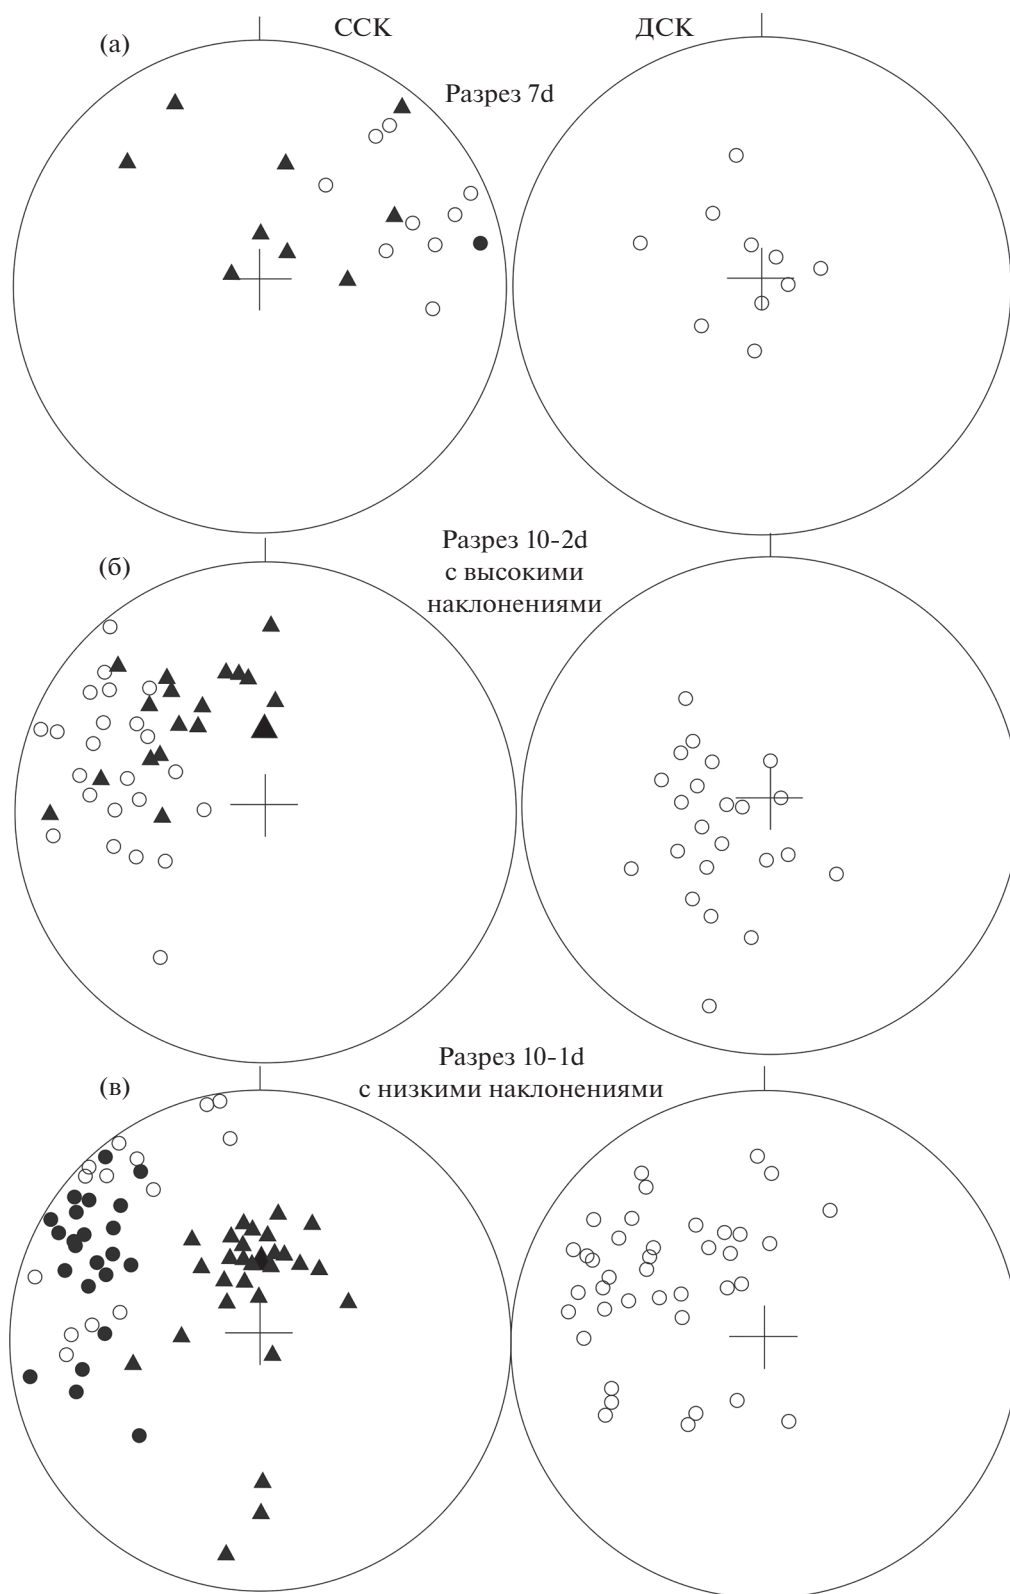 (а)
ССК
ДСК
Разрез 7d
(б)
Разрез 10-2d
с высокими
наклонениями
(в)
Разрез 10-1d
с низкими наклонениями